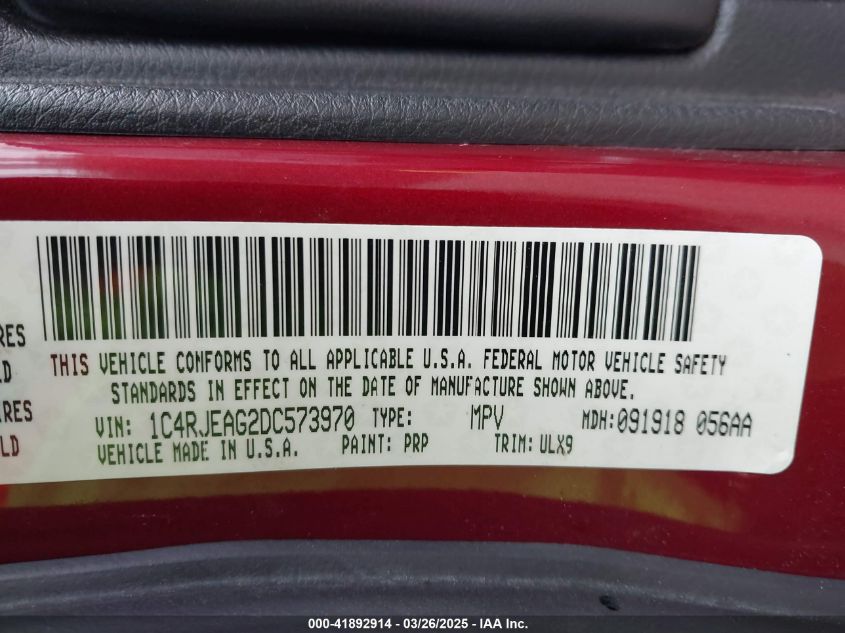 RES
LD
IRES
LD
THIS VEHICLE CONFORMS TO ALL APPLICABLE U.S.A. FEDERAL MOTOR VEHICLE SAFETY
STANDARDS IN EFFECT ON THE DATE OF MANUFACTURE SHOWN ABOVE.
VIN: 1C4RJEAG2DC573970 TYPE: MPV MDH:091918 056AA
VEHICLE MADE IN U.S.A. PAINT: PRP TRIM: ULX9
000-41892914 / 03/26/2025 - IAA Inc.